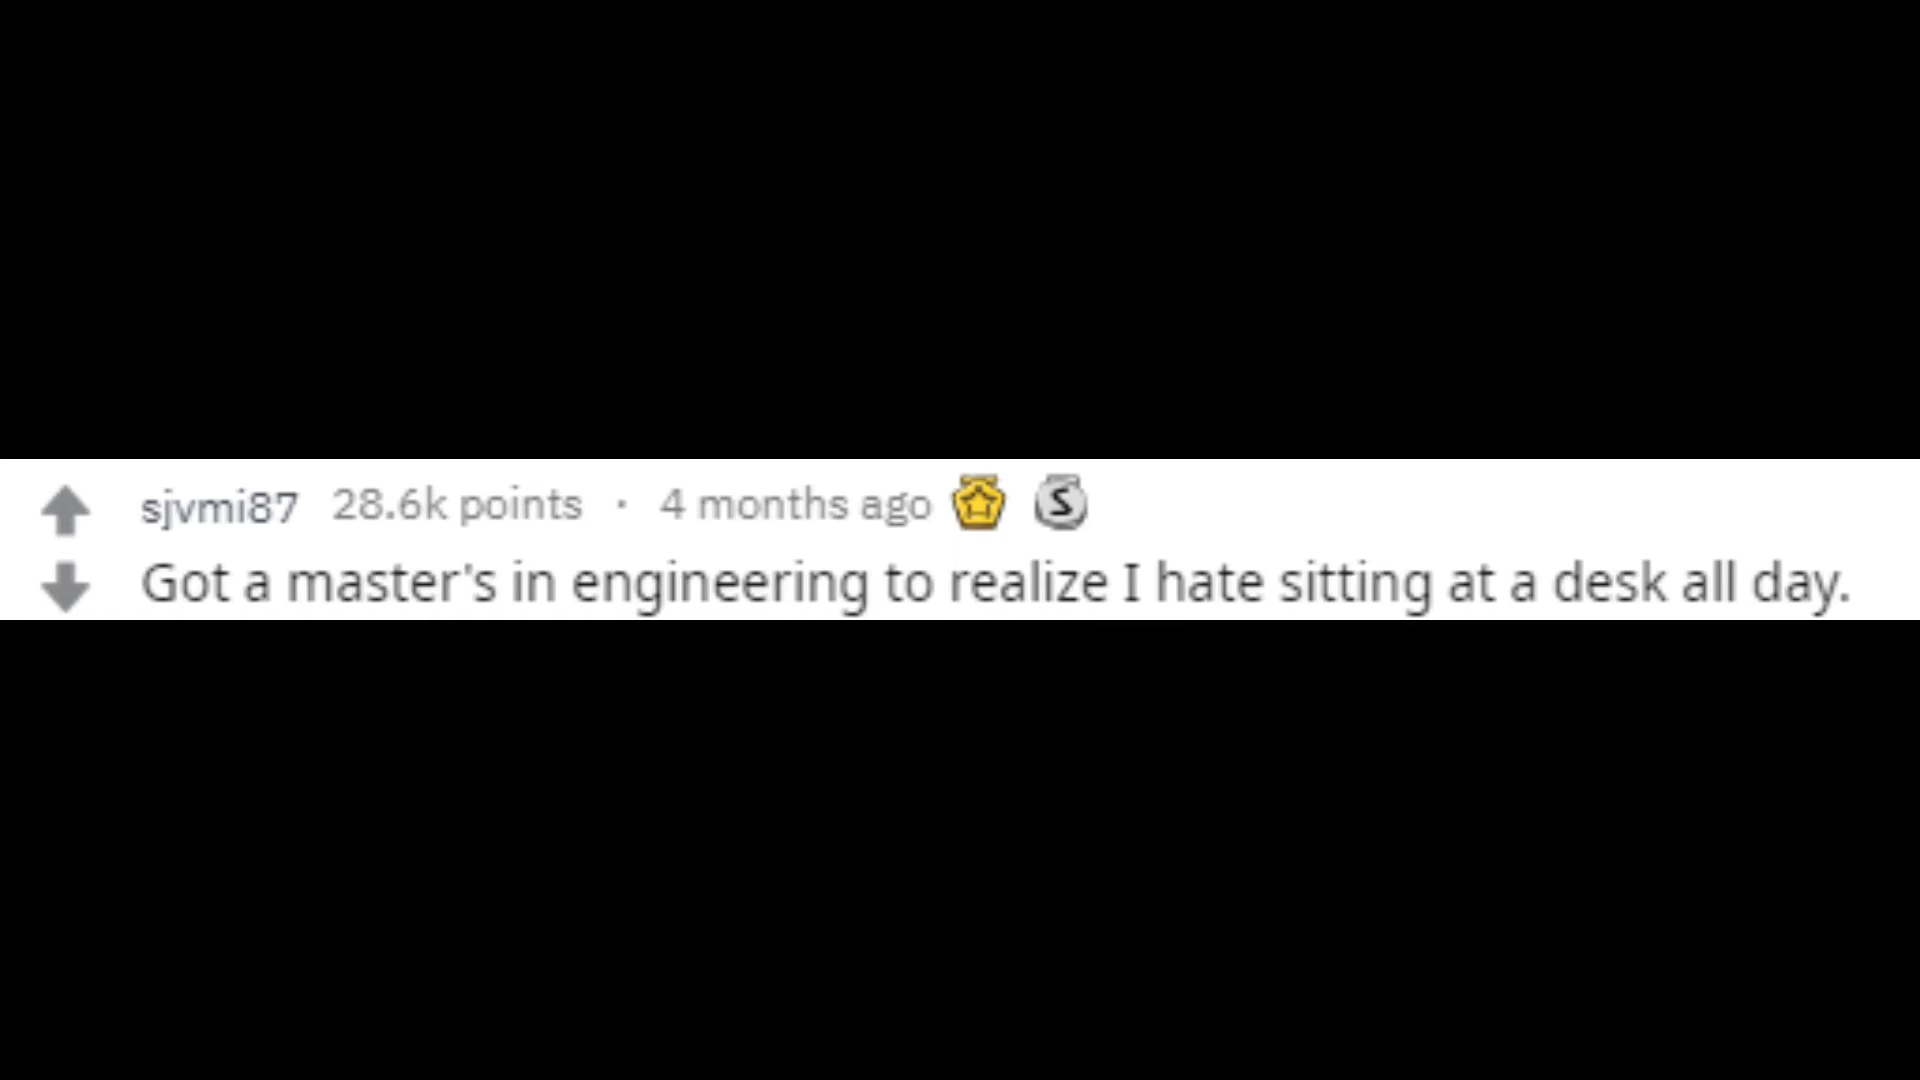 sjvmi87 28.6k points · 4 months ago S
Got a master's in engineering to realize I hate sitting at a desk all day.